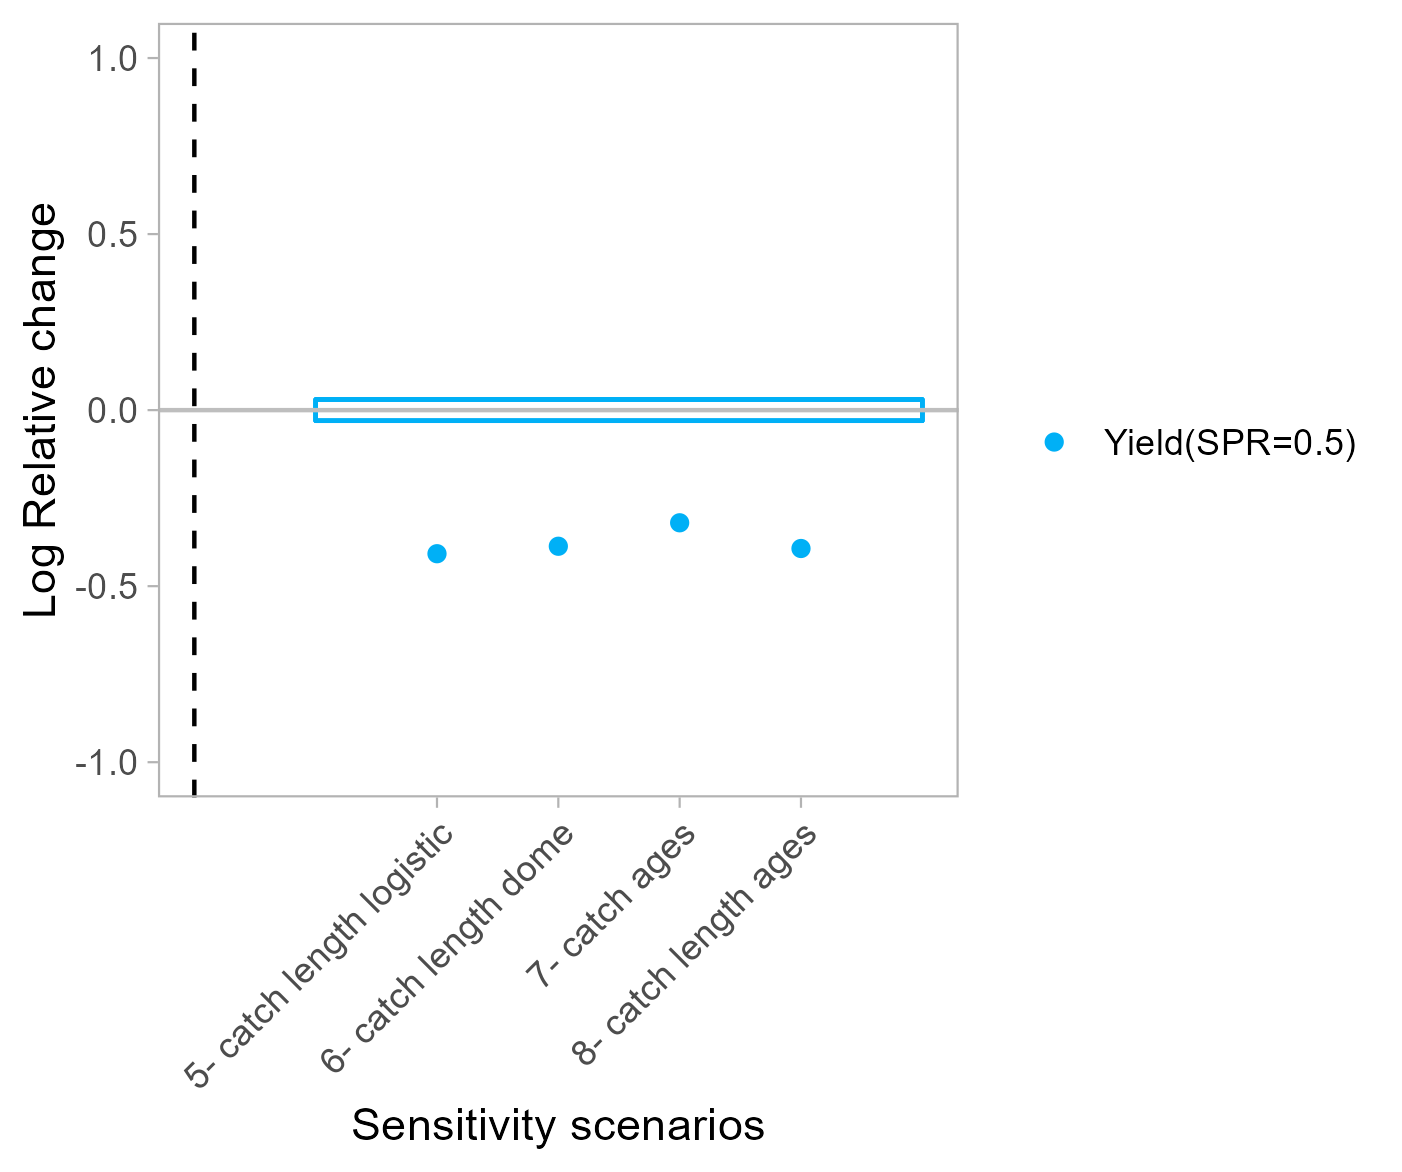 Log Relative change
1.0
0.5
0.0
-0.5
-1.0
5- catch length logistic
6- catch length dome
7- catch ages
8- catch length ages
Sensitivity scenarios
Yield(SPR=0.5)